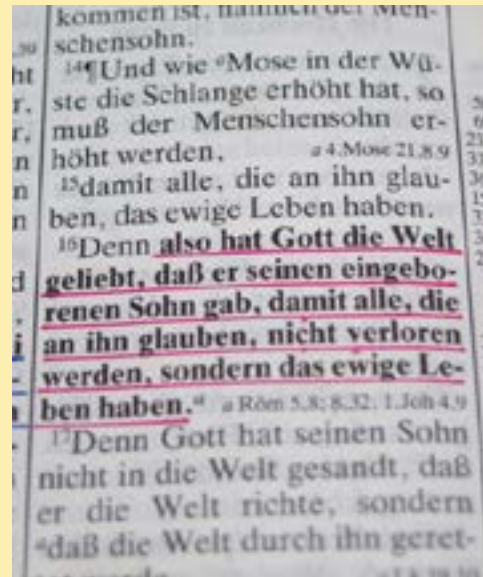 kommen ist, nämlich der Men-
schensohn.
14¶Und wie aMose in der Wü-
ste die Schlange erhöht hat, so
muß der Menschensohn er-
höht werden, a 4.Mose 21,8.9
15damit alle, die an ihn glau-
ben, das ewige Leben haben.
16Denn also hat Gott die Welt
geliebt, daß er seinen eingebo-
renen Sohn gab, damit alle, die
an ihn glauben, nicht verloren
werden, sondern das ewige Le-
ben haben.a a Röm 5,8; 8,32; 1.Joh 4,9
17Denn Gott hat seinen Sohn
nicht in die Welt gesandt, daß
er die Welt richte, sondern
adaß die Welt durch ihn geret-